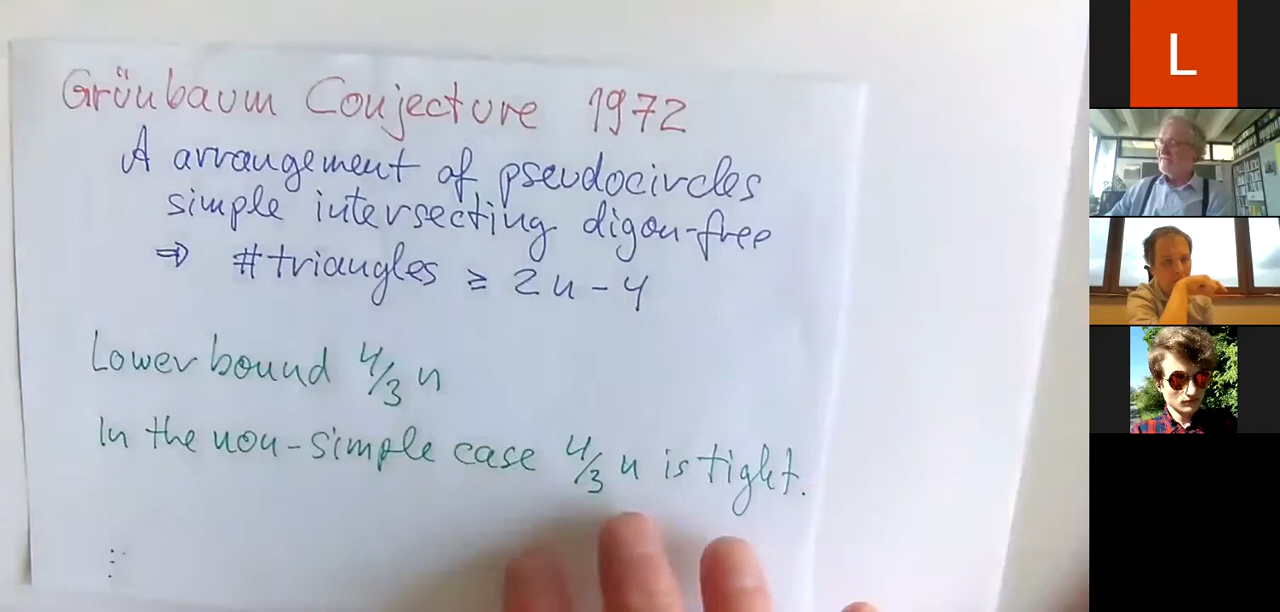 Grünbaum Conjecture 1972
A arrangement of pseudocircles
simple intersecting digon-free
⇒ #triangles ≥ 2n-4
Lower bound 4/3 n
In the non-simple case 4/3 n is tight.
L